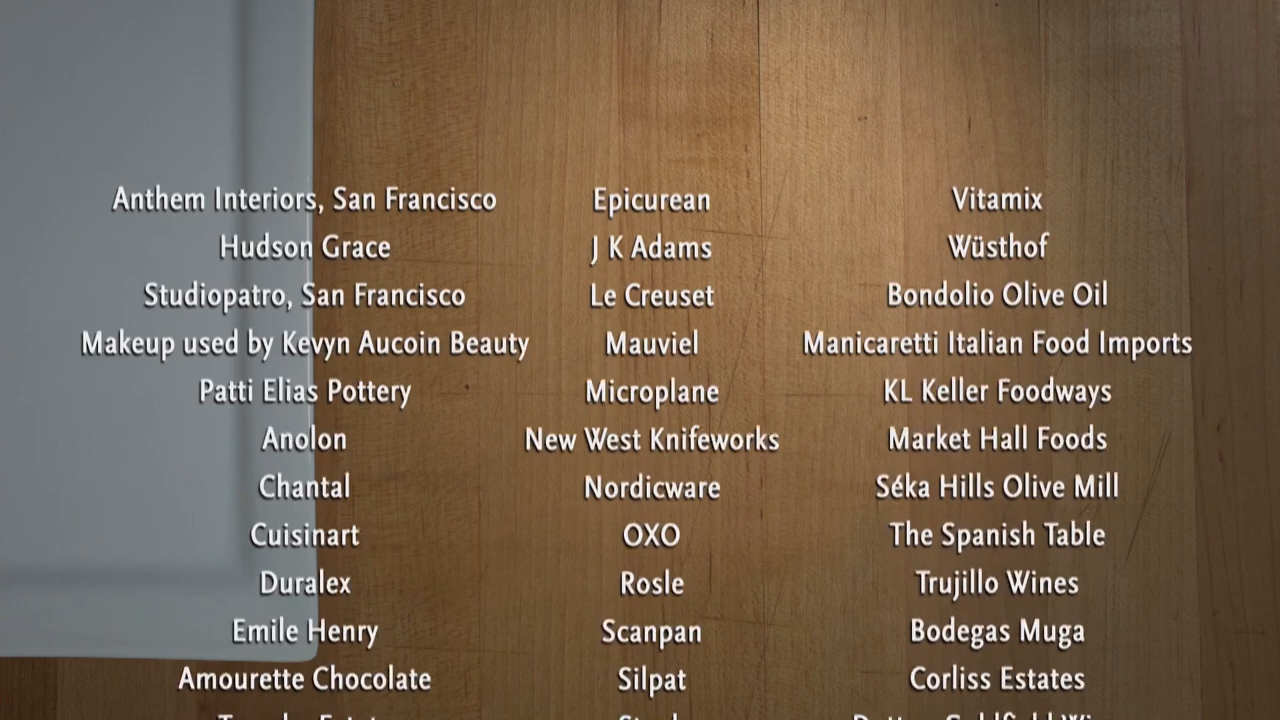 Anthem Interiors, San Francisco
Hudson Grace
Studiopatro, San Francisco
Makeup used by Kevyn Aucoin Beauty
Patti Elias Pottery
Anolon
Chantal
Cuisinart
Duralex
Emile Henry
Amourette Chocolate
Epicurean
J K Adams
Le Creuset
Mauviel
Microplane
New West Knifeworks
Nordicware
OXO
Rosle
Scanpan
Silpat
Vitamix
Wüsthof
Bondolio Olive Oil
Manicaretti Italian Food Imports
KL Keller Foodways
Market Hall Foods
Séka Hills Olive Mill
The Spanish Table
Trujillo Wines
Bodegas Muga
Corliss Estates